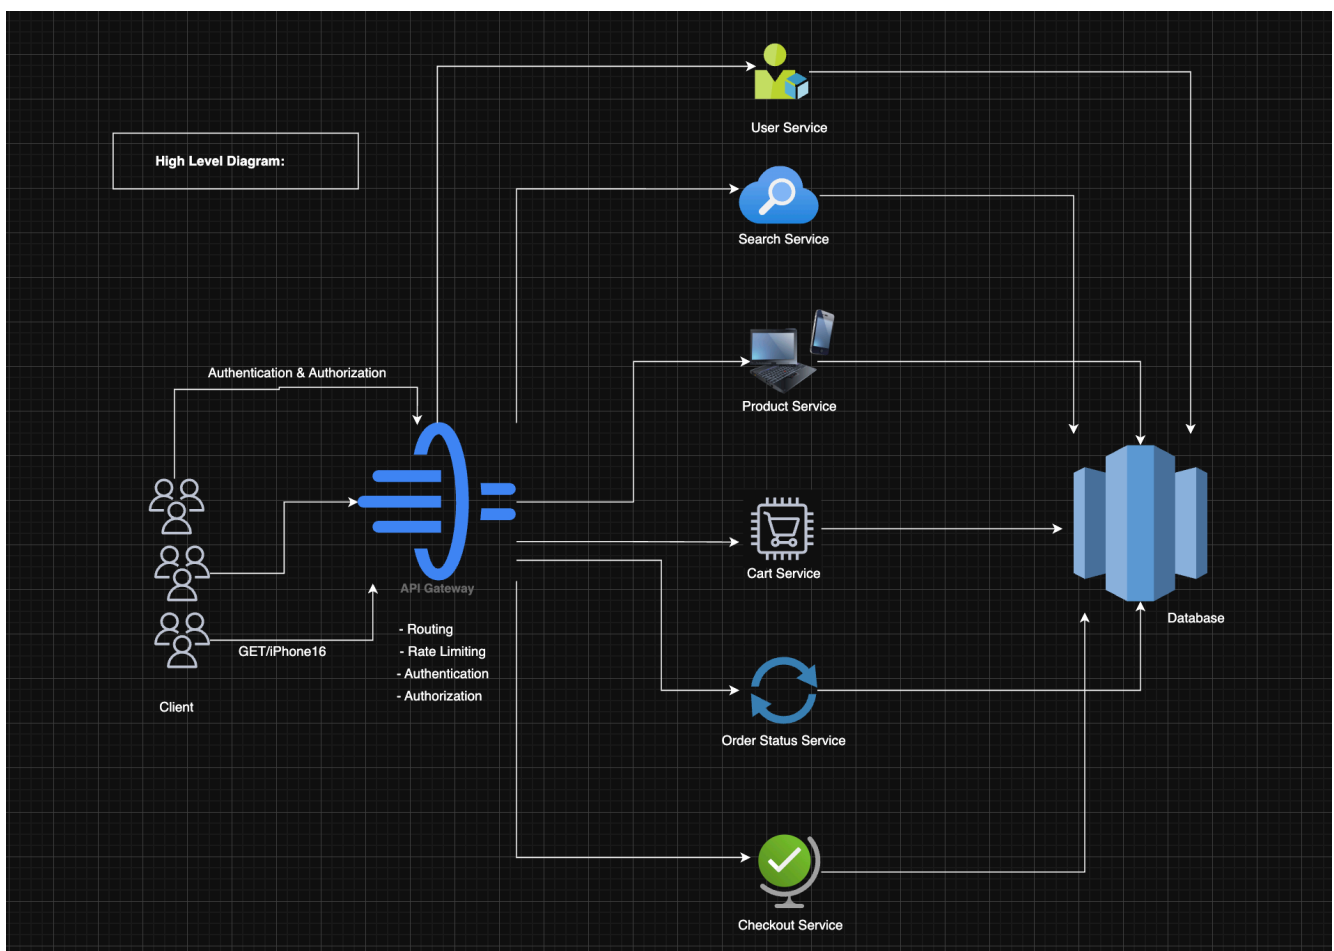 User Service
High Level Diagram:
Search Service
Authentication & Authorization
Product Service
API Gateway
Cart Service
Database
- Routing
GET/iPhone16
- Rate Limiting
- Authentication
- Authorization
Client
Order Status Service
Checkout Service